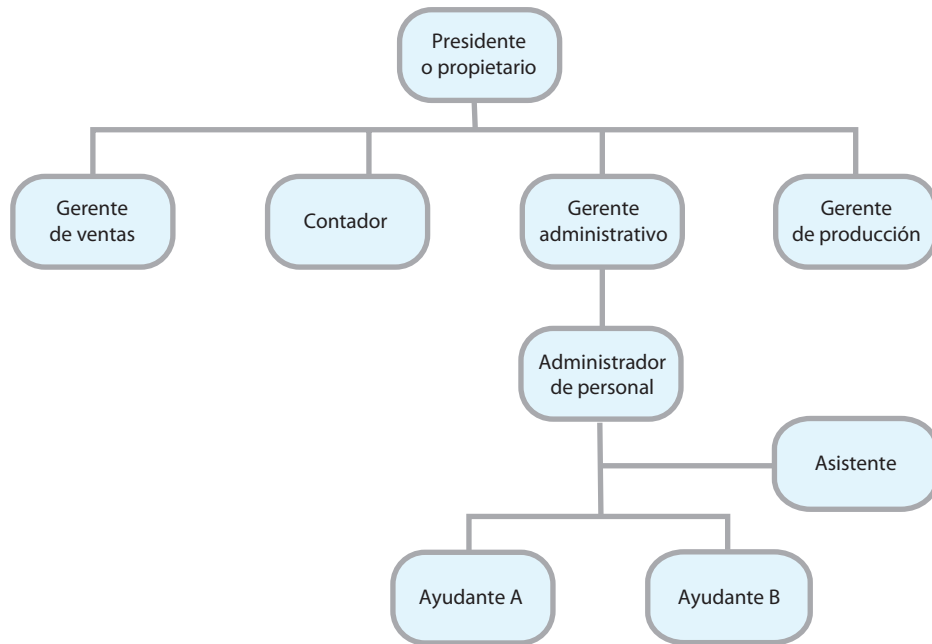 Presidente
o propietario
Gerente
de ventas
Contador
Gerente
administrativo
Gerente
de producción
Administrador
de personal
Asistente
Ayudante A
Ayudante B